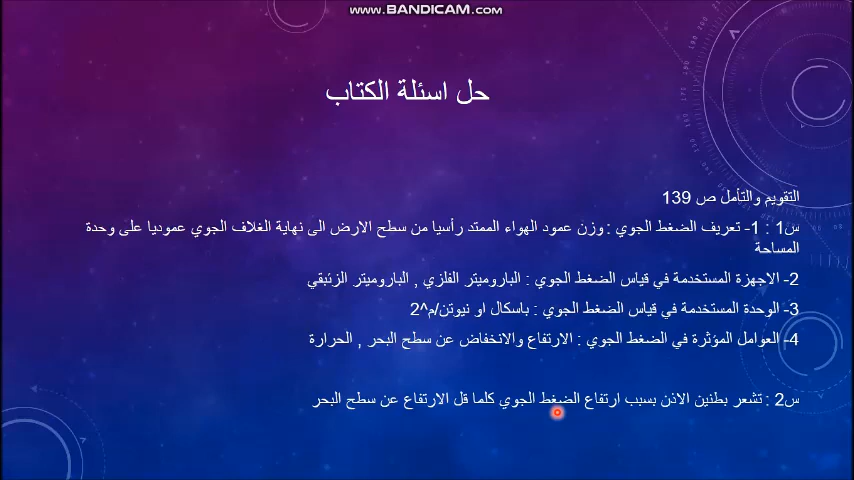 www.BANDICAM.com
حل اسئلة الكتاب
التقويم والتأمل ص 139
س1 : 1- تعريف الضغط الجوي : وزن عمود الهواء الممتد رأسيا من سطح الارض الى نهاية الغلاف الجوي عموديا على وحدة
المساحة
2- الاجهزة المستخدمة في قياس الضغط الجوي : الباروميتر الفلزي , الباروميتر الزئبقي
3- الوحدة المستخدمة في قياس الضغط الجوي : باسكال او نيوتن/م^2
4- العوامل المؤثرة في الضغط الجوي : الارتفاع والانخفاض عن سطح البحر , الحرارة
س2 : تشعر بطنين الاذن بسبب ارتفاع الضغط الجوي كلما قل الارتفاع عن سطح البحر